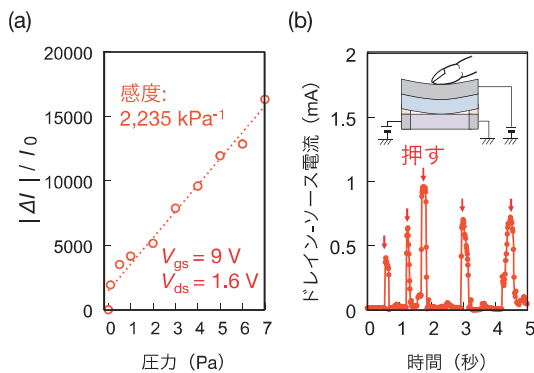 (a)
20000
15000
10000
5000
0
|ΔI| / I0
感度:
2,235 kPa-1
Vgs = 9 V
Vds = 1.6 V
0 1 2 3 4 5 6 7
圧力（Pa）
(b)
2
1.5
1
0.5
0
ドレイン-ソース電流（mA）
押す
0 1 2 3 4 5
時間（秒）